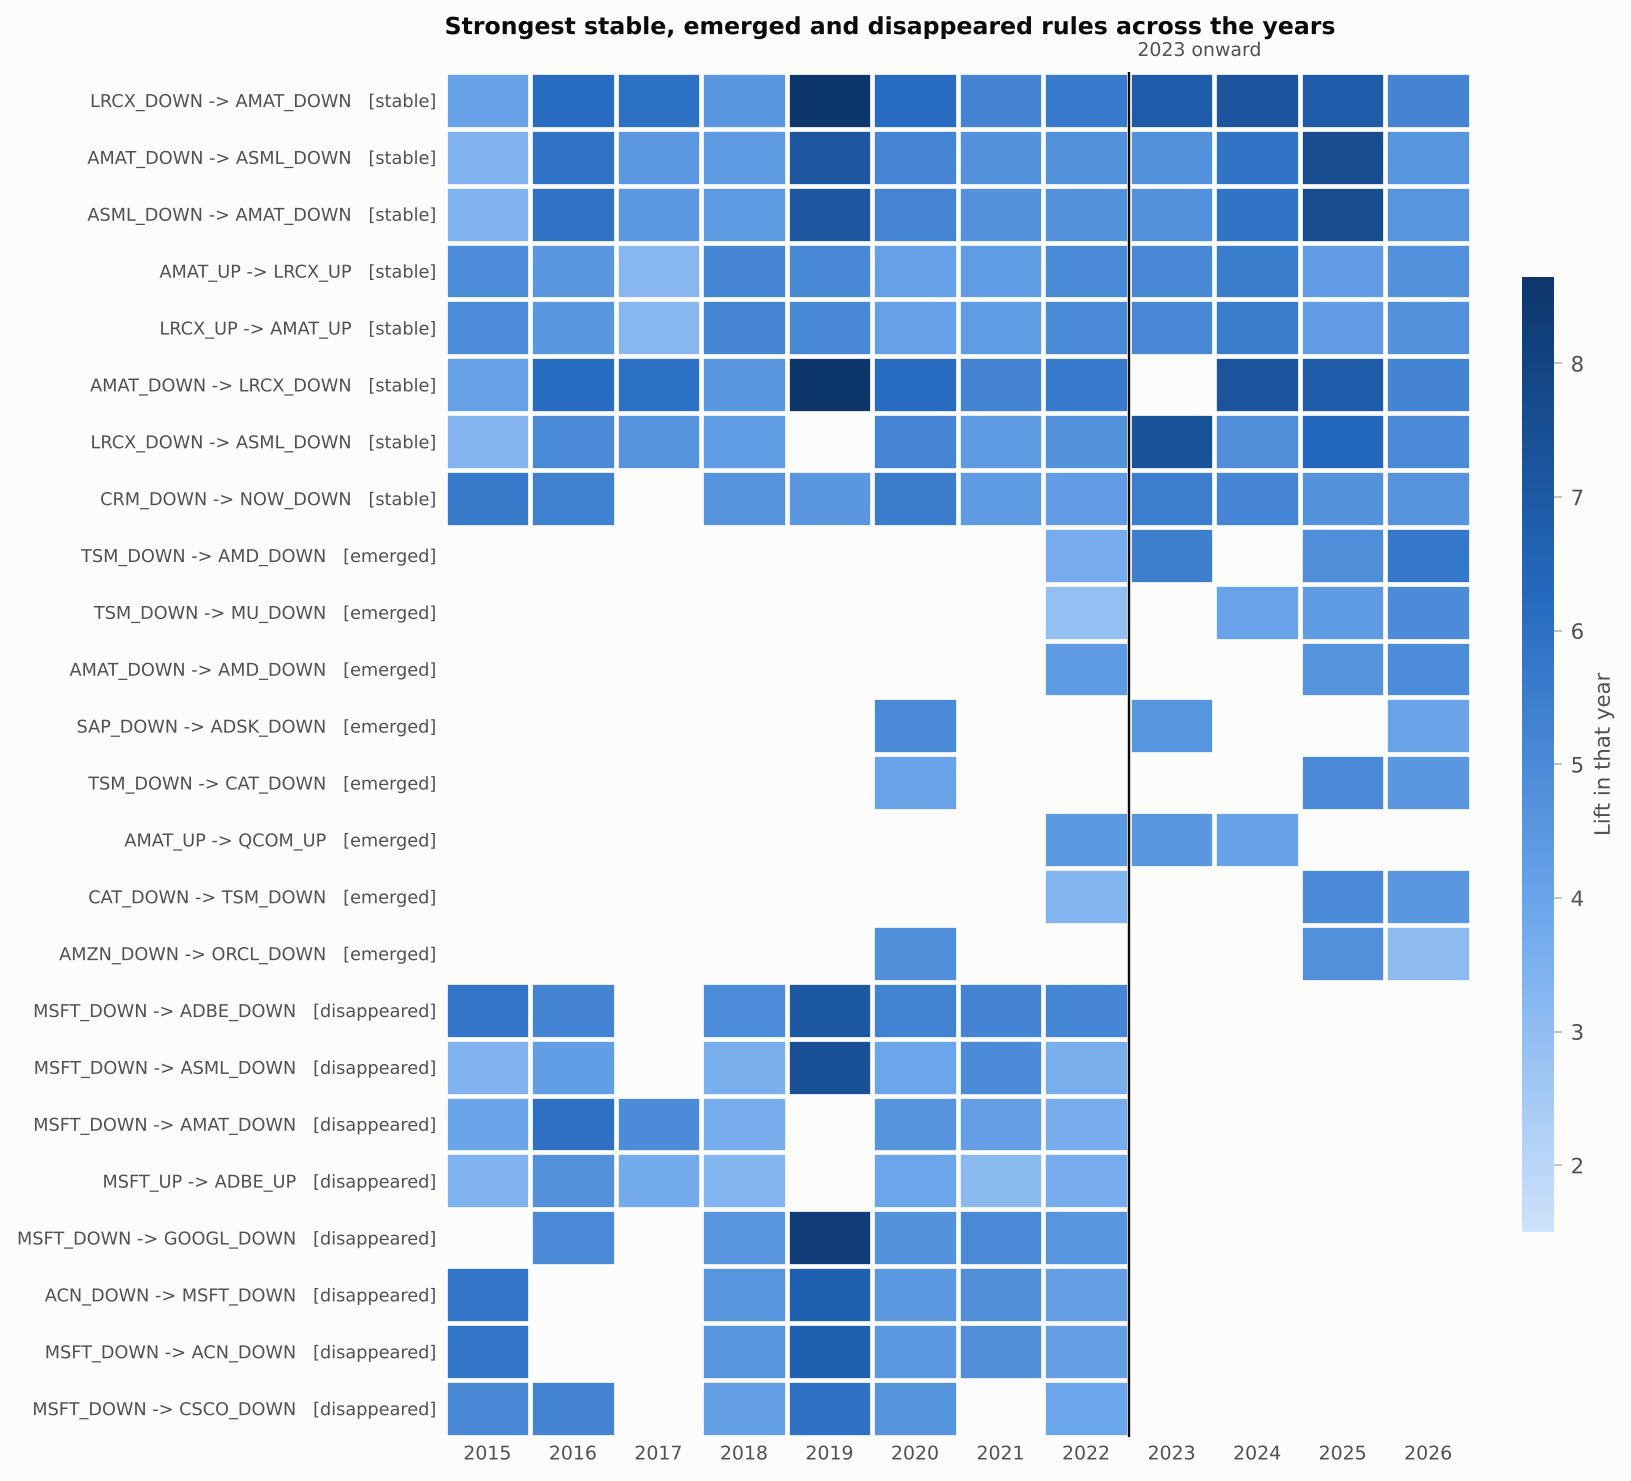 Strongest stable, emerged and disappeared rules across the years
2023 onward
LRCX_DOWN -> AMAT_DOWN [stable]
AMAT_DOWN -> ASML_DOWN [stable]
ASML_DOWN -> AMAT_DOWN [stable]
AMAT_UP -> LRCX_UP [stable]
LRCX_UP -> AMAT_UP [stable]
AMAT_DOWN -> LRCX_DOWN [stable]
LRCX_DOWN -> ASML_DOWN [stable]
CRM_DOWN -> NOW_DOWN [stable]
TSM_DOWN -> AMD_DOWN [emerged]
TSM_DOWN -> MU_DOWN [emerged]
AMAT_DOWN -> AMD_DOWN [emerged]
SAP_DOWN -> ADSK_DOWN [emerged]
TSM_DOWN -> CAT_DOWN [emerged]
AMAT_UP -> QCOM_UP [emerged]
CAT_DOWN -> TSM_DOWN [emerged]
AMZN_DOWN -> ORCL_DOWN [emerged]
MSFT_DOWN -> ADBE_DOWN [disappeared]
MSFT_DOWN -> ASML_DOWN [disappeared]
MSFT_DOWN -> AMAT_DOWN [disappeared]
MSFT_UP -> ADBE_UP [disappeared]
MSFT_DOWN -> GOOGL_DOWN [disappeared]
ACN_DOWN -> MSFT_DOWN [disappeared]
MSFT_DOWN -> ACN_DOWN [disappeared]
MSFT_DOWN -> CSCO_DOWN [disappeared]
2015 2016 2017 2018 2019 2020 2021 2022 2023 2024 2025 2026
8
7
6
5
4
3
2
Lift in that year